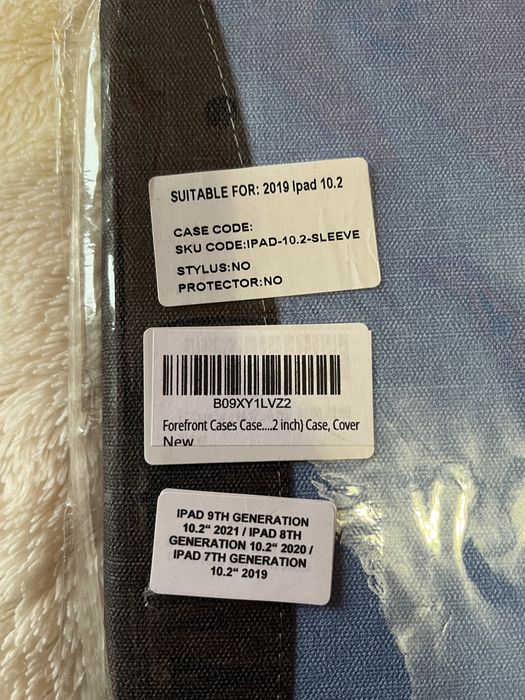 SUITABLE FOR: 2019 Ipad 10.2
CASE CODE:
SKU CODE:IPAD-10.2-SLEEVE
STYLUS:NO
PROTECTOR:NO
B09XY1LVZ2
Forefront Cases Case....2 inch) Case, Cover
New
IPAD 9TH GENERATION
10.2“ 2021 / IPAD 8TH
GENERATION 10.2“ 2020 /
IPAD 7TH GENERATION
10.2“ 2019